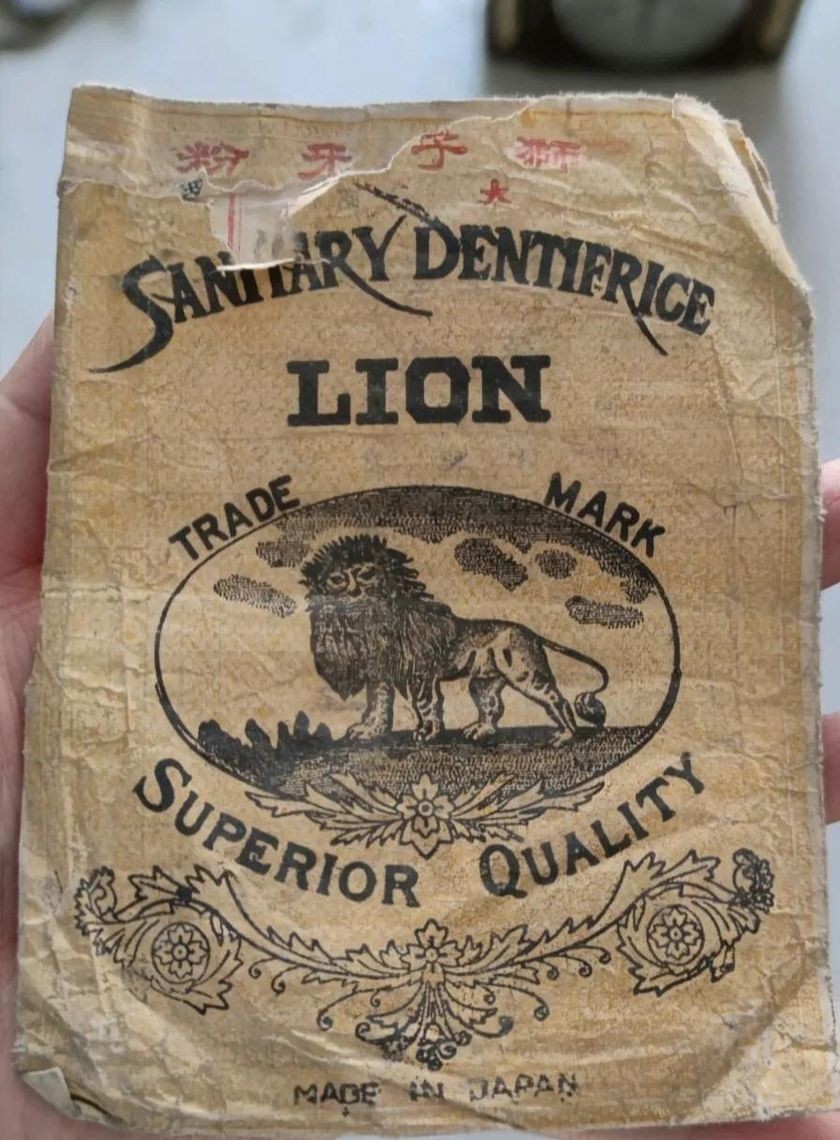 獅子牙粉
大
SANITARY DENTIFRICE
LION
TRADE MARK
SUPERIOR QUALITY
MADE IN JAPAN